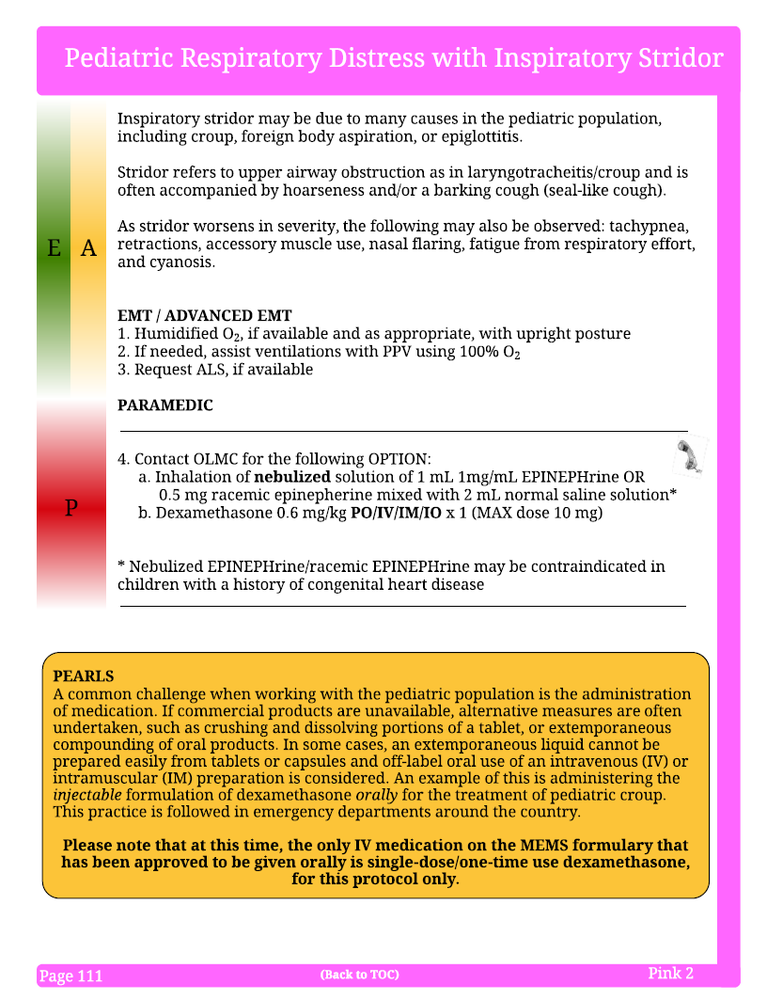 Pediatric Respiratory Distress with Inspiratory Stridor
Inspiratory stridor may be due to many causes in the pediatric population,
including croup, foreign body aspiration, or epiglottitis.
Stridor refers to upper airway obstruction as in laryngotracheitis/croup and is
often accompanied by hoarseness and/or a barking cough (seal-like cough).
As stridor worsens in severity, the following may also be observed: tachypnea,
retractions, accessory muscle use, nasal flaring, fatigue from respiratory effort,
and cyanosis.
E A
EMT / ADVANCED EMT
1. Humidified O₂, if available and as appropriate, with upright posture
2. If needed, assist ventilations with PPV using 100% O₂
3. Request ALS, if available
PARAMEDIC
4. Contact OLMC for the following OPTION:
a. Inhalation of nebulized solution of 1 mL 1mg/mL EPINEPHrine OR
0.5 mg racemic epinepherine mixed with 2 mL normal saline solution*
b. Dexamethasone 0.6 mg/kg PO/IV/IM/IO x 1 (MAX dose 10 mg)
P
* Nebulized EPINEPHrine/racemic EPINEPHrine may be contraindicated in
children with a history of congenital heart disease
PEARLS
A common challenge when working with the pediatric population is the administration
of medication. If commercial products are unavailable, alternative measures are often
undertaken, such as crushing and dissolving portions of a tablet, or extemporaneous
compounding of oral products. In some cases, an extemporaneous liquid cannot be
prepared easily from tablets or capsules and off-label oral use of an intravenous (IV) or
intramuscular (IM) preparation is considered. An example of this is administering the
injectable formulation of dexamethasone orally for the treatment of pediatric croup.
This practice is followed in emergency departments around the country.
Please note that at this time, the only IV medication on the MEMS formulary that
has been approved to be given orally is single-dose/one-time use dexamethasone,
for this protocol only.
Page 111 (Back to TOC) Pink 2